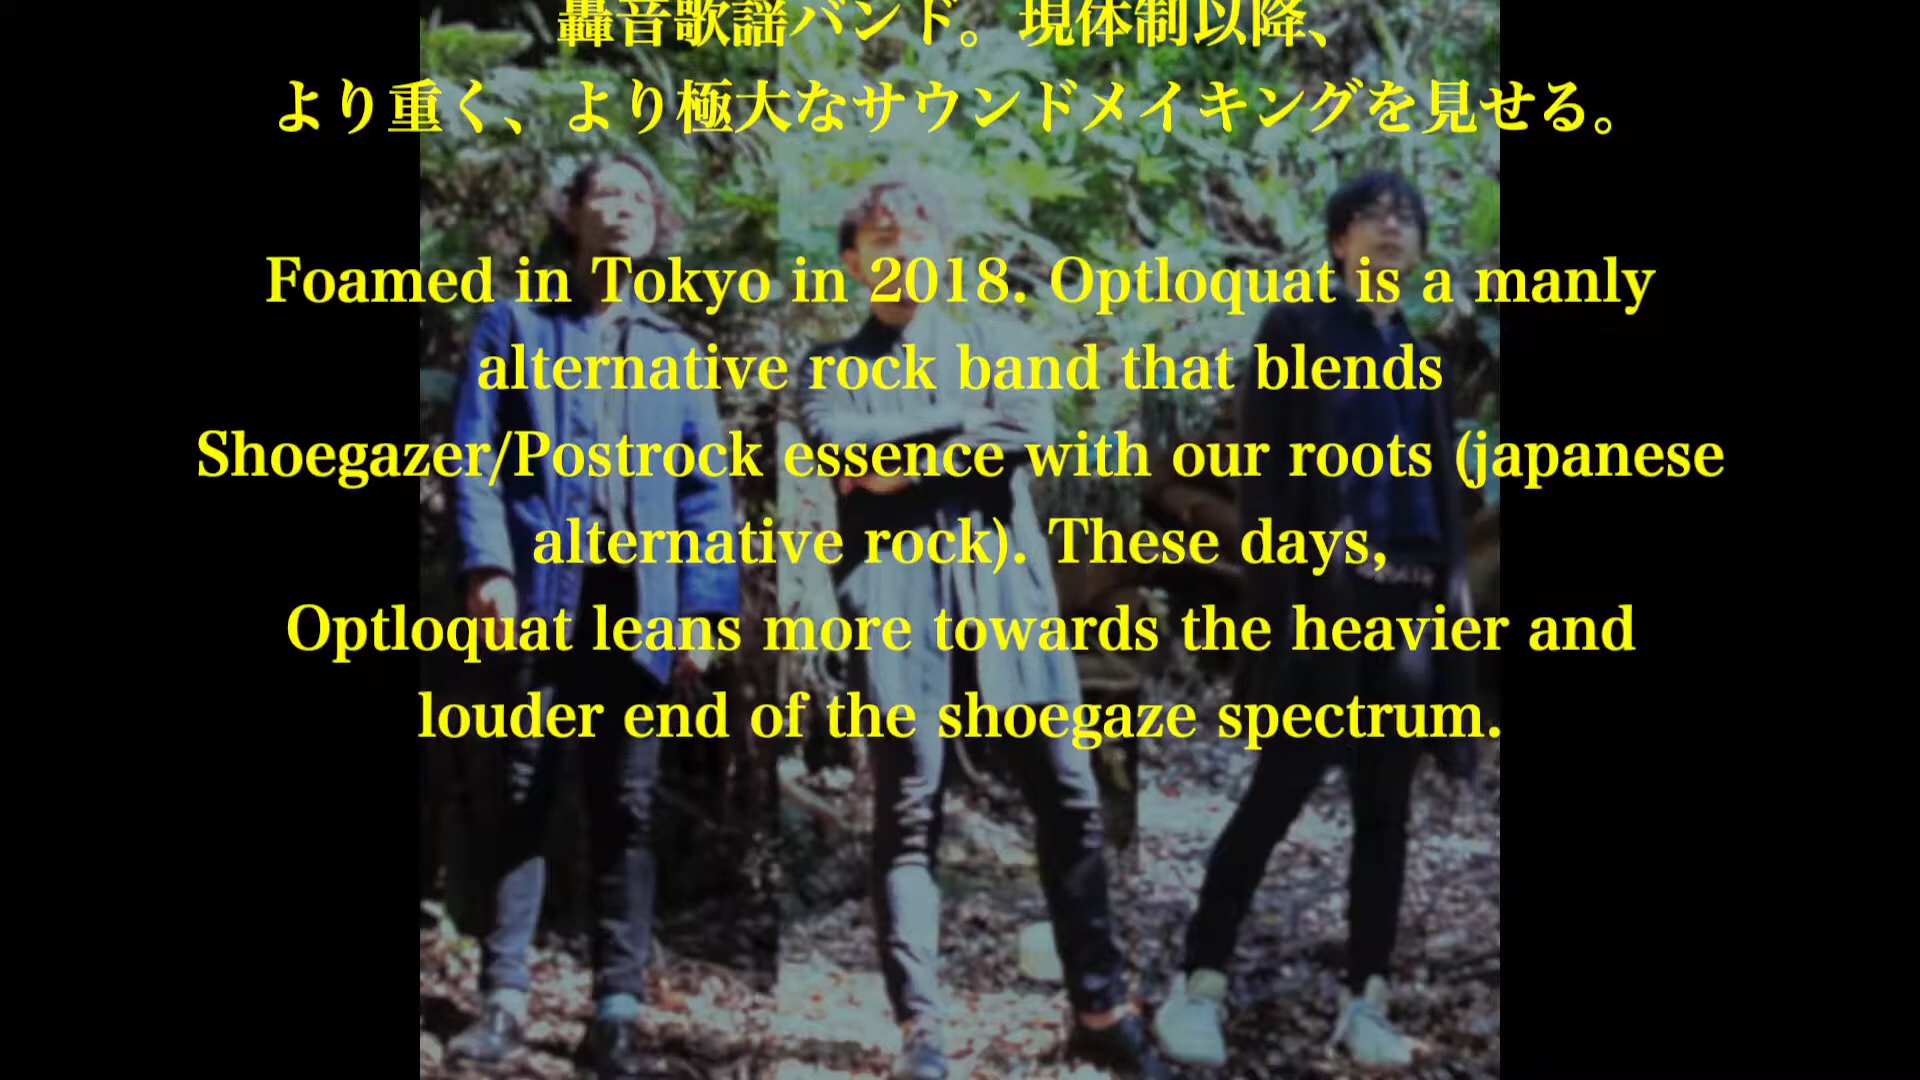 轟音歌謡バンド。現体制以降、
より重く、より極大なサウンドメイキングを見せる。
Foamed in Tokyo in 2018. Optloquat is a manly
alternative rock band that blends
Shoegazer/Postrock essence with our roots (japanese
alternative rock). These days,
Optloquat leans more towards the heavier and
louder end of the shoegaze spectrum.